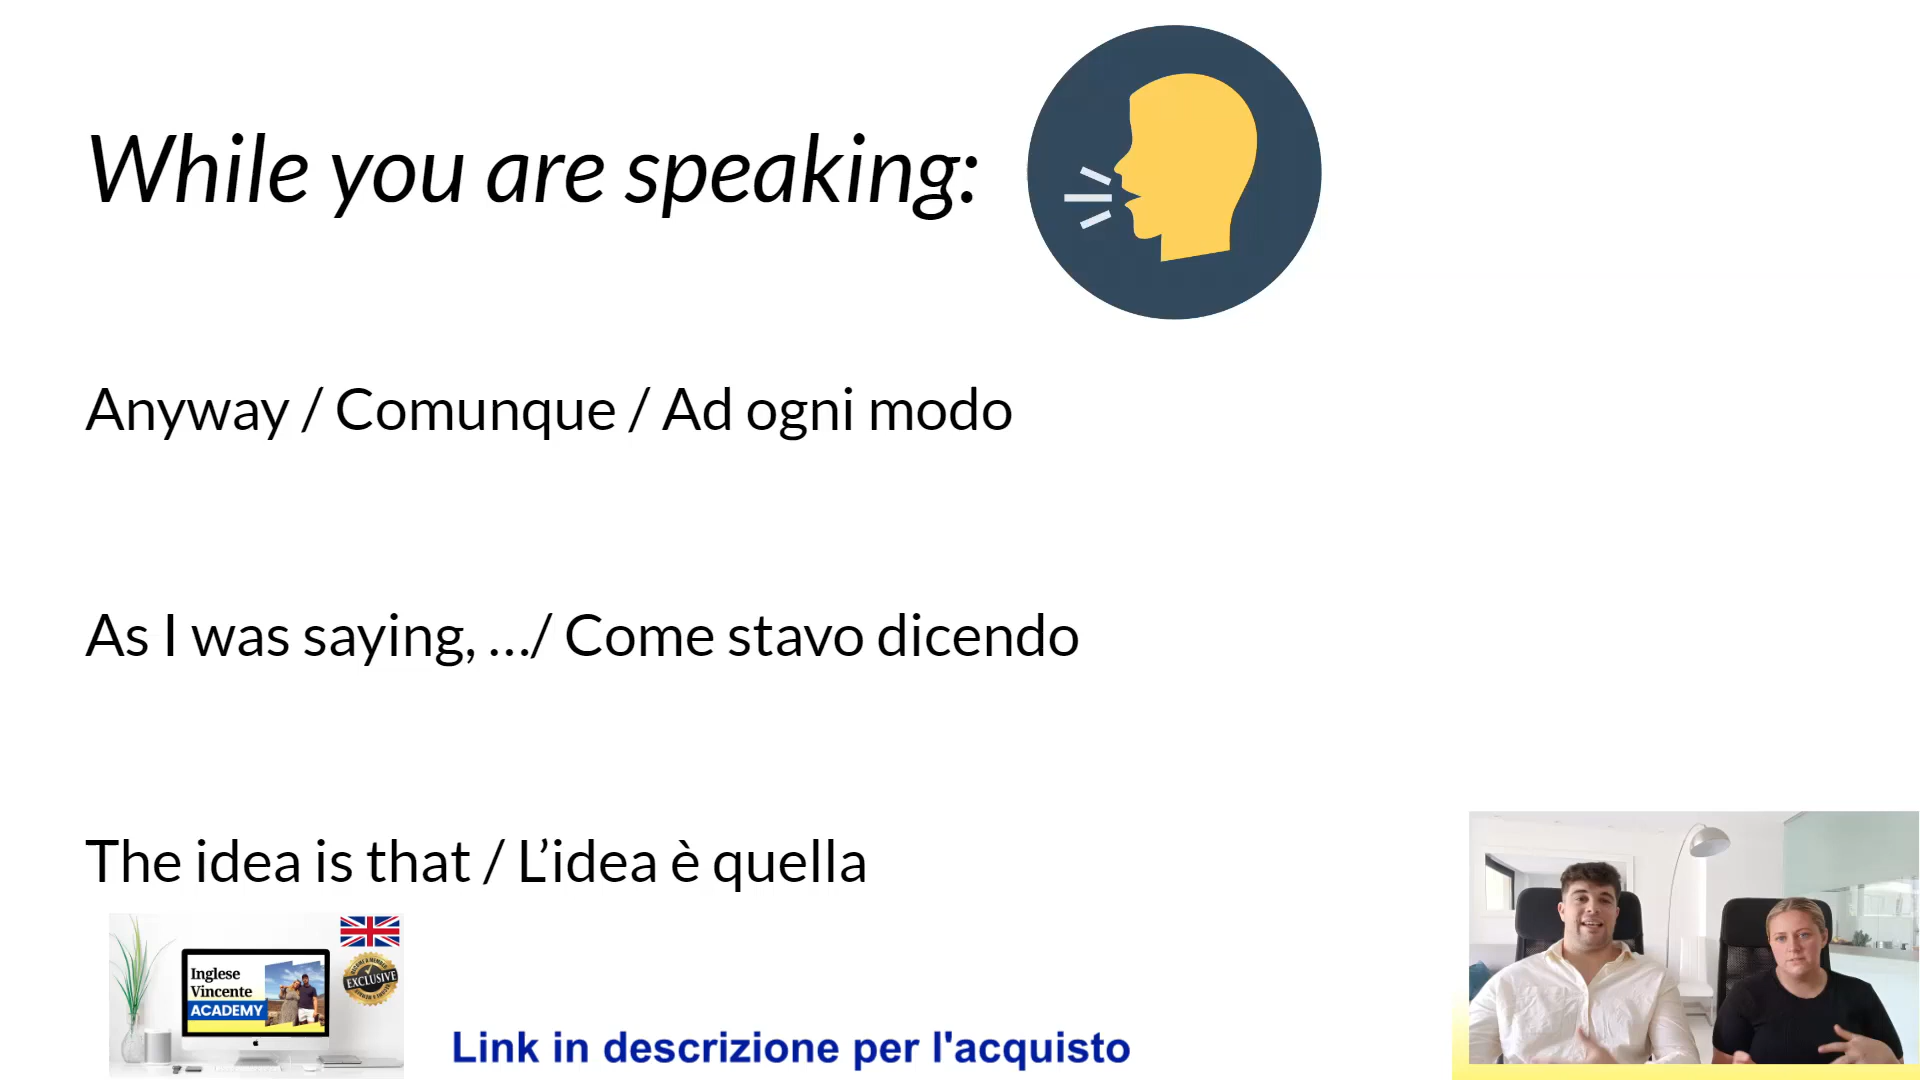 While you are speaking:
Anyway / Comunque / Ad ogni modo
As I was saying, .../ Come stavo dicendo
The idea is that / L’idea è quella
Inglese
Vincente
ACADEMY
EXCLUSIVE
Link in descrizione per l'acquisto